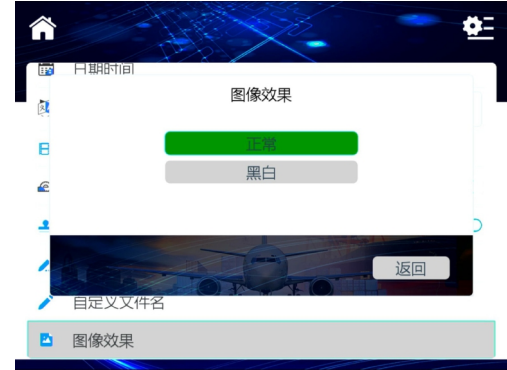 日期时间
图像效果
正常
黑白
返回
自定义文件名
图像效果